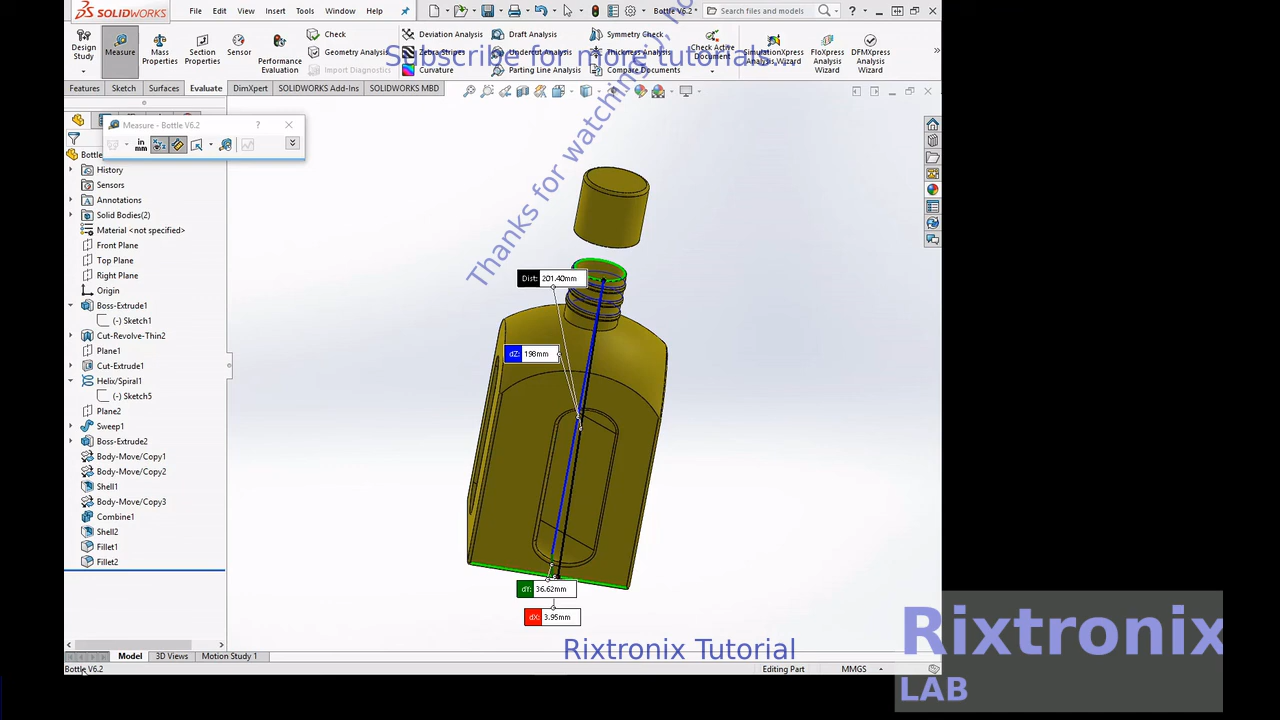 SOLIDWORKS File Edit View Insert Tools Window Help Bottle V6.2 * Search files and models
Design Study Measure Mass Properties Section Properties Sensor Performance Evaluation
Check
Geometry Analysis
Import Diagnostics
Deviation Analysis
Zebra Stripes
Curvature
Draft Analysis
Undercut Analysis
Parting Line Analysis
Symmetry Check
Thickness Analysis
Compare Documents
Check Active Document
SimulationXpress Analysis Wizard
FloXpress Analysis Wizard
DFMXpress Analysis Wizard
Subscribe for more tutorials
Thanks for watching:), ho
Features Sketch Surfaces Evaluate DimXpert SOLIDWORKS Add-Ins SOLIDWORKS MBD
Measure - Bottle V6.2
in
mm
Bottle
History
Sensors
Annotations
Solid Bodies(2)
Material <not specified>
Front Plane
Top Plane
Right Plane
Origin
Boss-Extrude1
(-) Sketch1
Cut-Revolve-Thin2
Plane1
Cut-Extrude1
Helix/Spiral1
(-) Sketch5
Plane2
Sweep1
Boss-Extrude2
Body-Move/Copy1
Body-Move/Copy2
Shell1
Body-Move/Copy3
Combine1
Shell2
Fillet1
Fillet2
Dist: 201.40mm
dZ: 198mm
dY: 36.62mm
dX: 3.95mm
Rixtronix Tutorial
Rixtronix
LAB
Model 3D Views Motion Study 1
Bottle V6.2 Editing Part MMGS